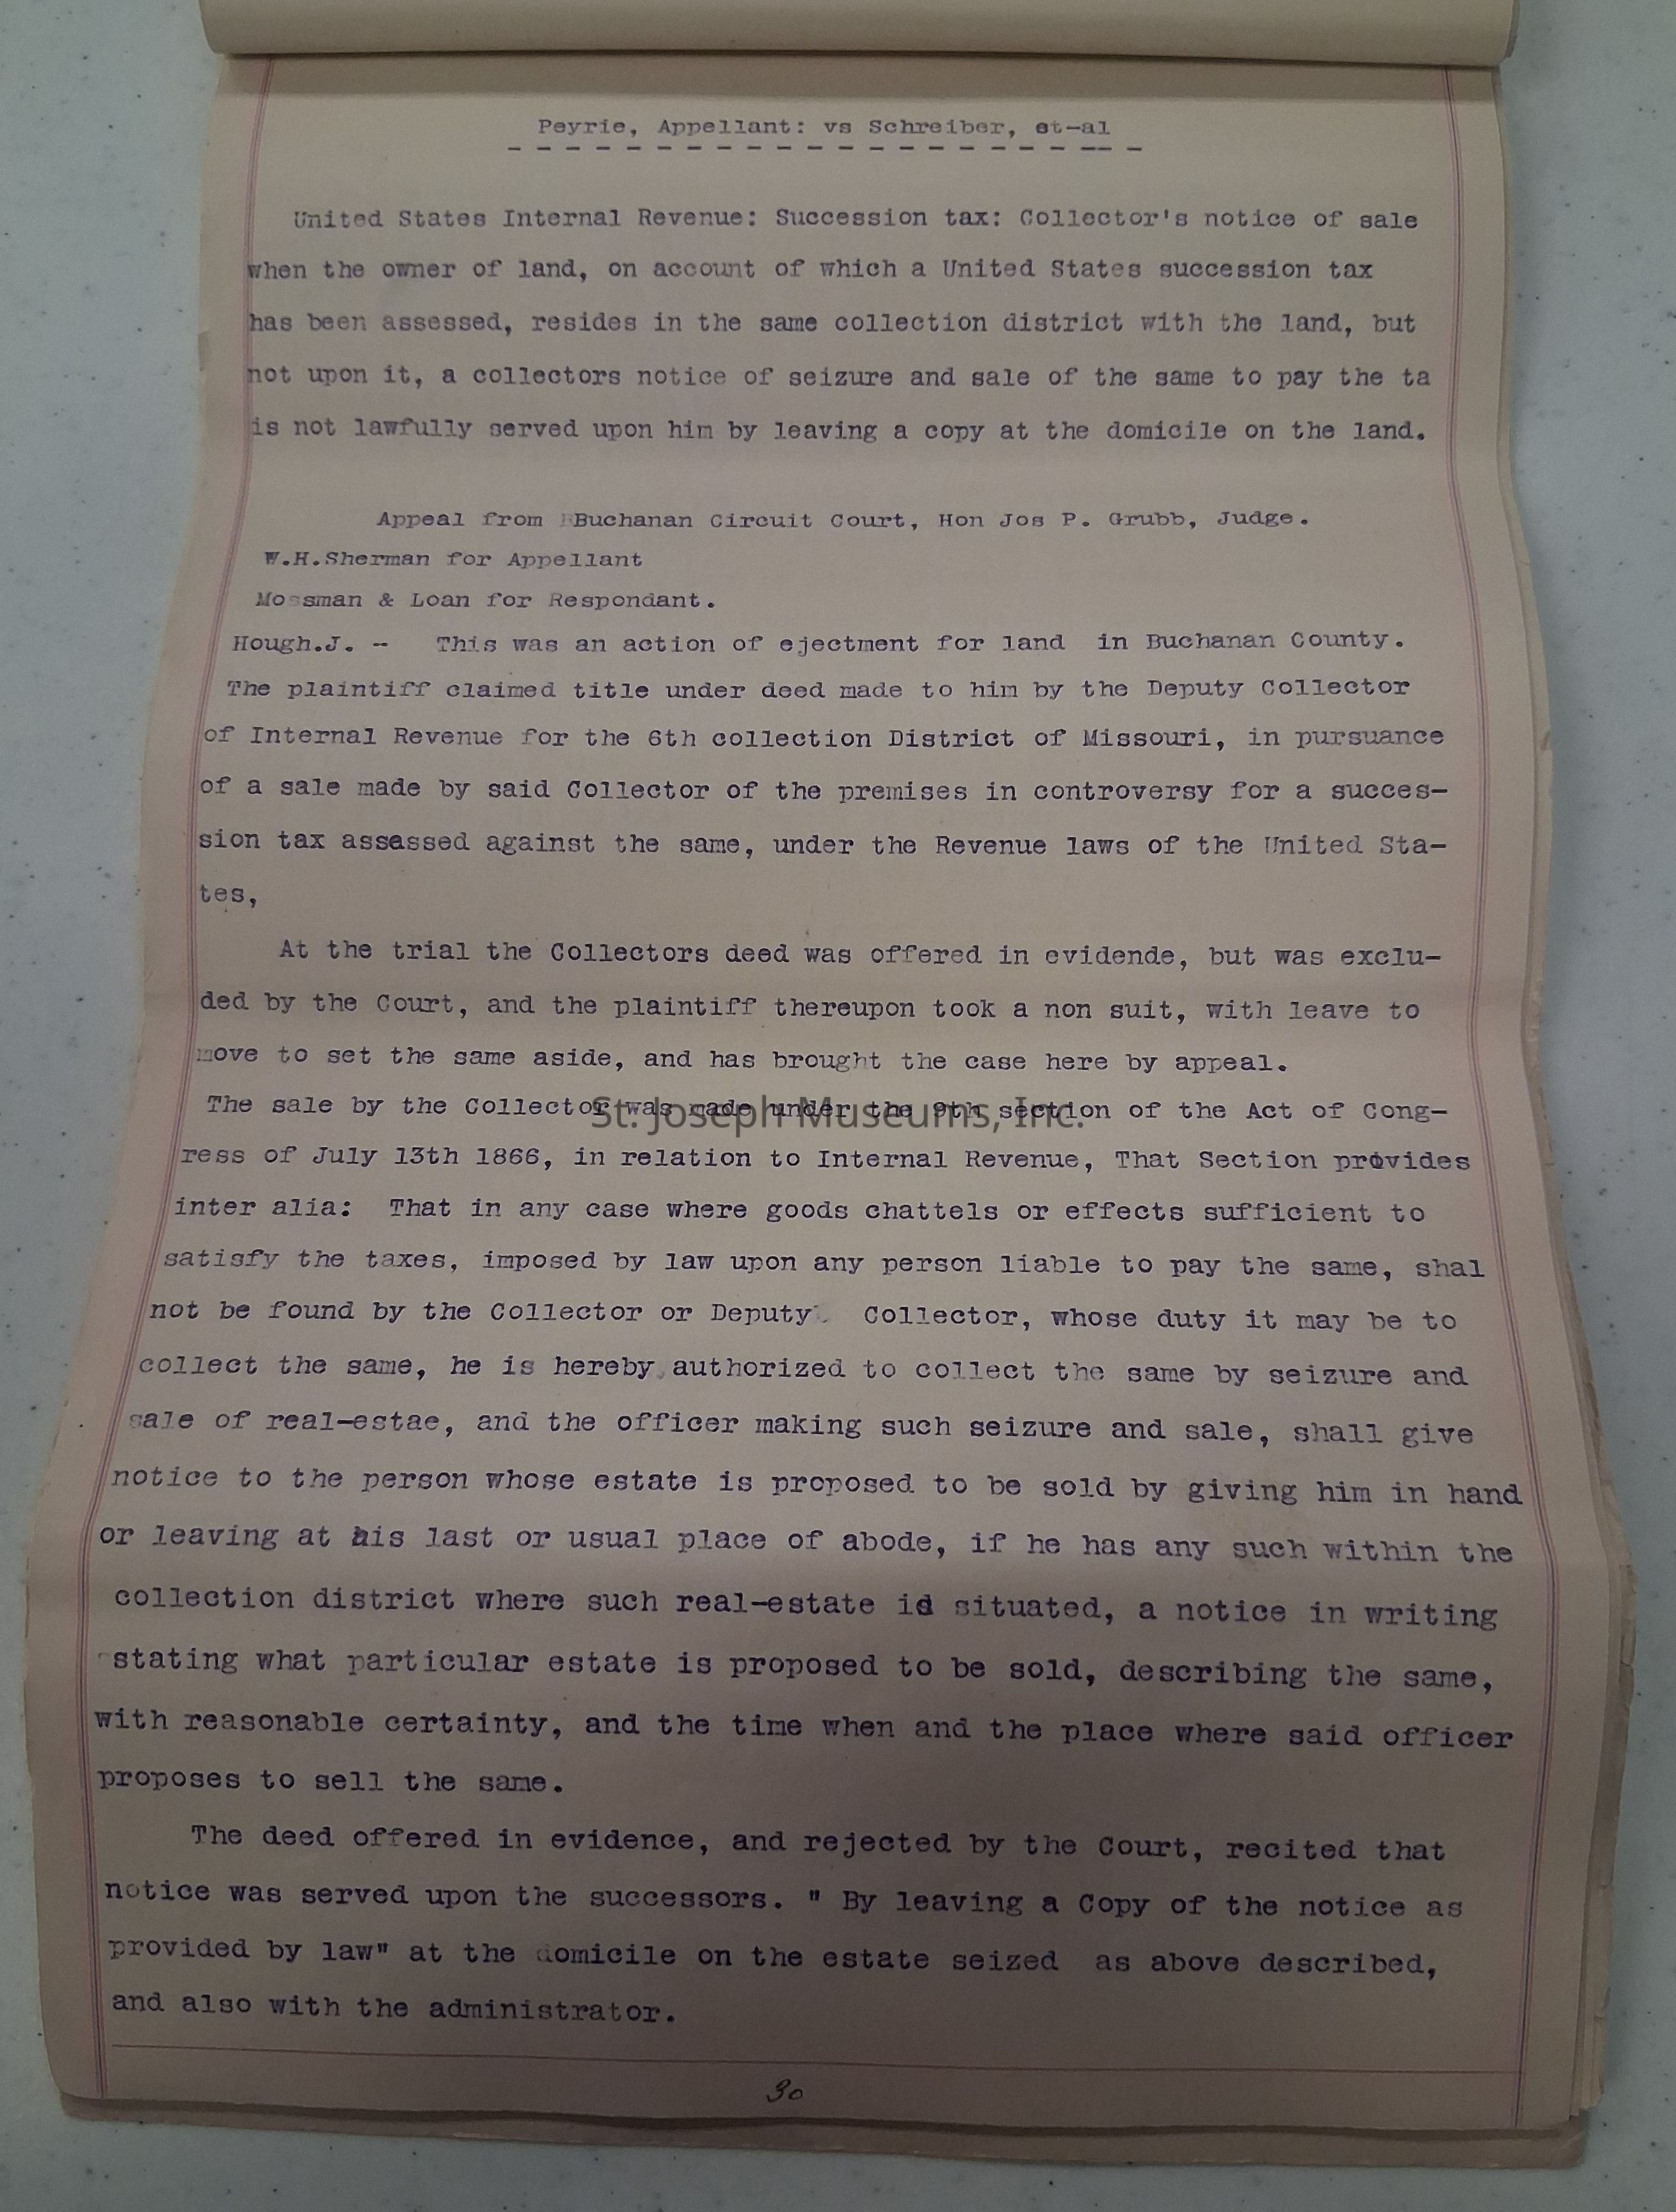 Peyrie, Appellant: vs Schreiber, et-al
United States Internal Revenue: Succession tax: Collector's notice of sale
when the owner of land, on account of which a United States succession tax
has been assessed, resides in the same collection district with the land, but
not upon it, a collectors notice of seizure and sale of the same to pay the ta
is not lawfully served upon him by leaving a copy at the domicile on the land.
Appeal from Buchanan Circuit Court, Hon Jos P. Grubb, Judge.
W.H.Sherman for Appellant
Mossman & Loan for Respondant.
Hough.J. -- This was an action of ejectment for land in Buchanan County.
The plaintiff claimed title under deed made to him by the Deputy Collector
of Internal Revenue for the 6th collection District of Missouri, in pursuance
of a sale made by said Collector of the premises in controversy for a succes-
sion tax assessed against the same, under the Revenue laws of the United Sta-
tes,
At the trial the Collectors deed was offered in evidende, but was exclu-
ded by the Court, and the plaintiff thereupon took a non suit, with leave to
move to set the same aside, and has brought the case here by appeal.
The sale by the Collector was made under the 9th section of the Act of Cong-
St. Joseph Museums, Inc.
ress of July 13th 1866, in relation to Internal Revenue, That Section provides
inter alia: That in any case where goods chattels or effects sufficient to
satisfy the taxes, imposed by law upon any person liable to pay the same, shal
not be found by the Collector or Deputy Collector, whose duty it may be to
collect the same, he is hereby authorized to collect the same by seizure and
sale of real-estae, and the officer making such seizure and sale, shall give
notice to the person whose estate is proposed to be sold by giving him in hand
or leaving at his last or usual place of abode, if he has any such within the
collection district where such real-estate id situated, a notice in writing
stating what particular estate is proposed to be sold, describing the same,
with reasonable certainty, and the time when and the place where said officer
proposes to sell the same.
The deed offered in evidence, and rejected by the Court, recited that
notice was served upon the successors. " By leaving a Copy of the notice as
provided by law" at the domicile on the estate seized as above described,
and also with the administrator.
30